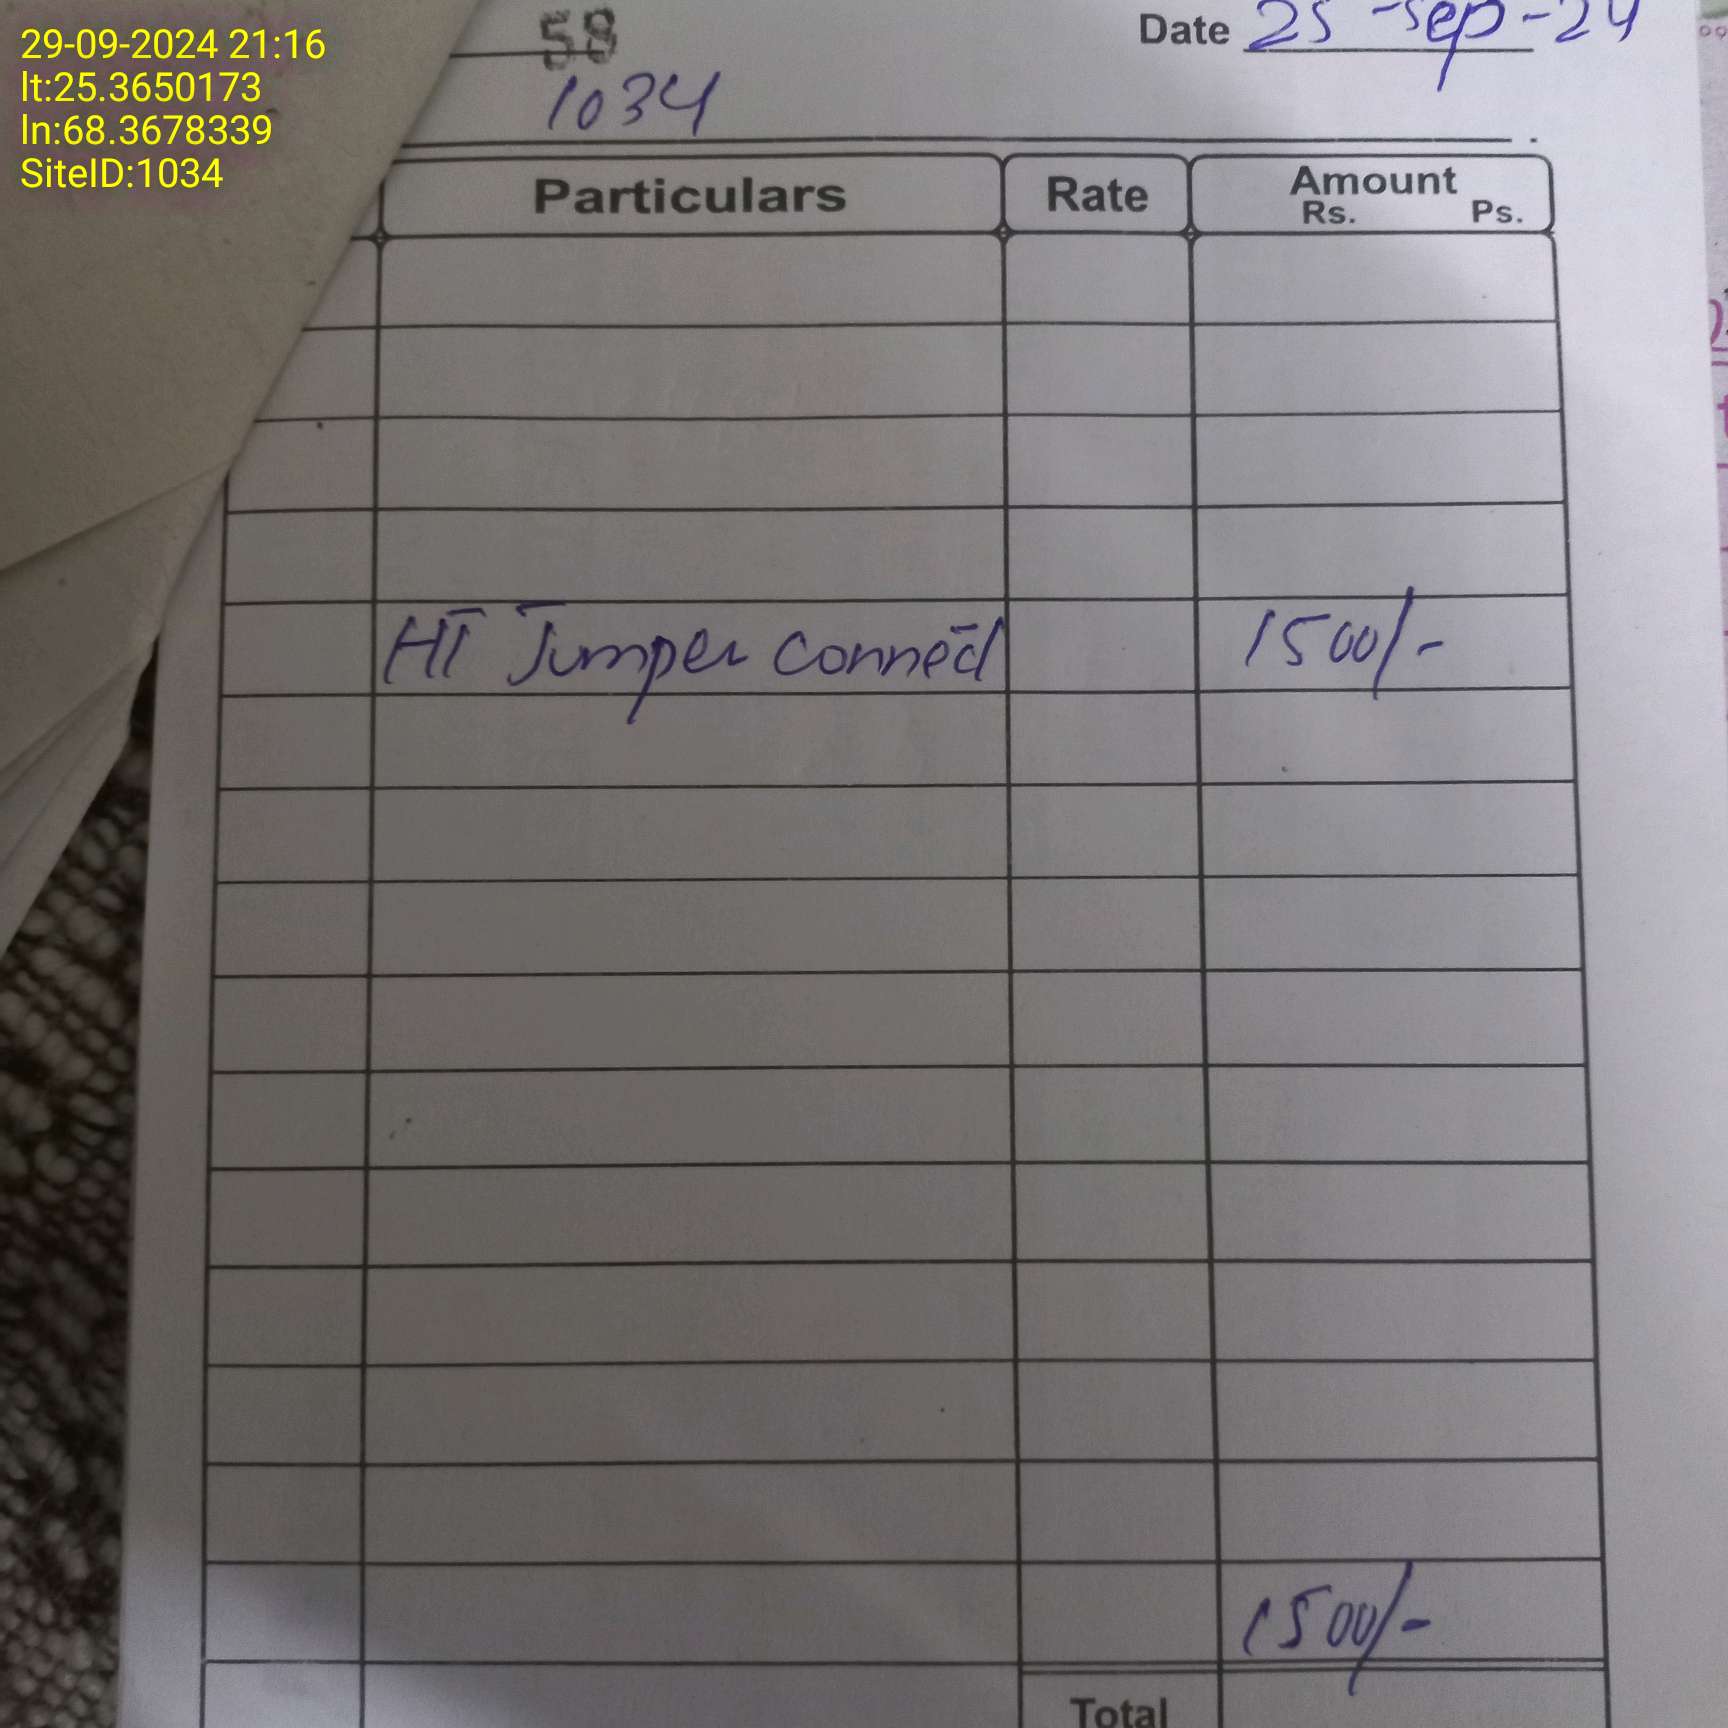 29-09-2024 21:16
lt:25.3650173
ln:68.3678339
SiteID:1034
58
Date 25-Sep-24
1034
Particulars Rate Amount
Rs. Ps.
HT Jumper conned 1500/-
1500/-
Total